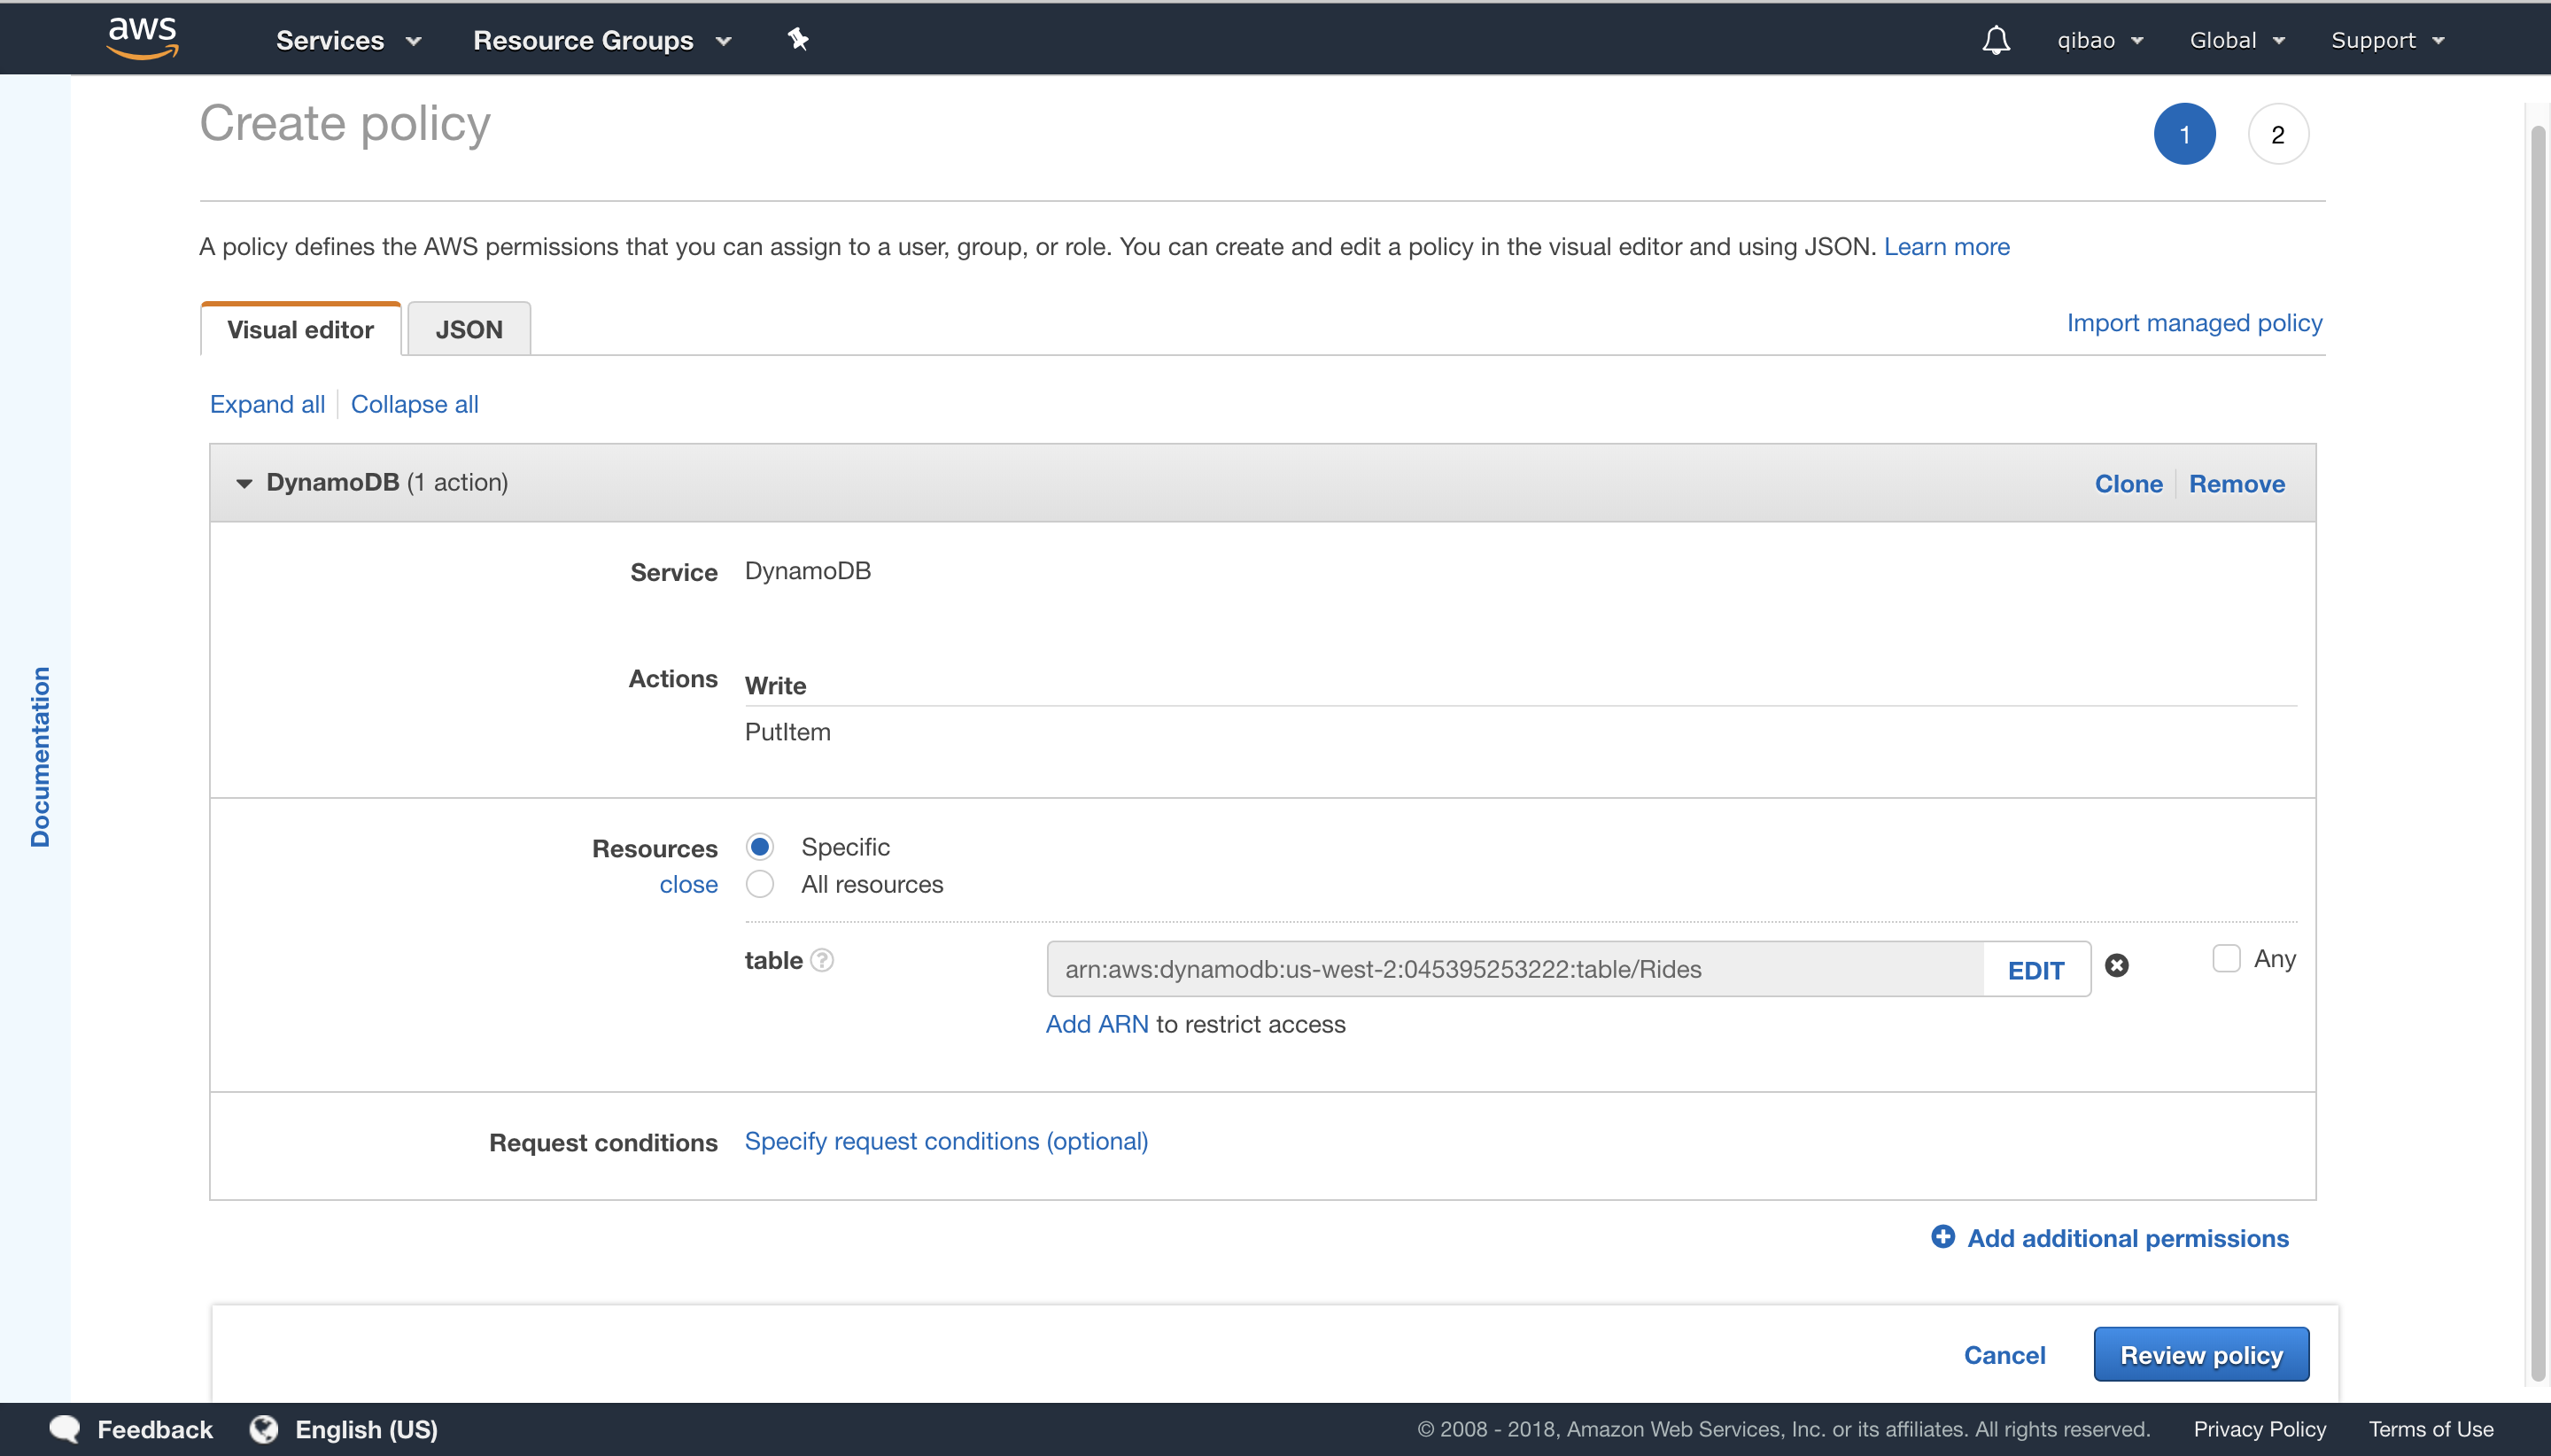 aws Services Resource Groups qibao Global Support
Create policy 1 2
A policy defines the AWS permissions that you can assign to a user, group, or role. You can create and edit a policy in the visual editor and using JSON. Learn more
Visual editor JSON Import managed policy
Expand all Collapse all
DynamoDB (1 action) Clone Remove
Service DynamoDB
Actions Write
PutItem
Documentation
Resources Specific
close All resources
table ? arn:aws:dynamodb:us-west-2:045395253222:table/Rides EDIT Any
Add ARN to restrict access
Request conditions Specify request conditions (optional)
Add additional permissions
Cancel Review policy
Feedback English (US) © 2008 - 2018, Amazon Web Services, Inc. or its affiliates. All rights reserved. Privacy Policy Terms of Use